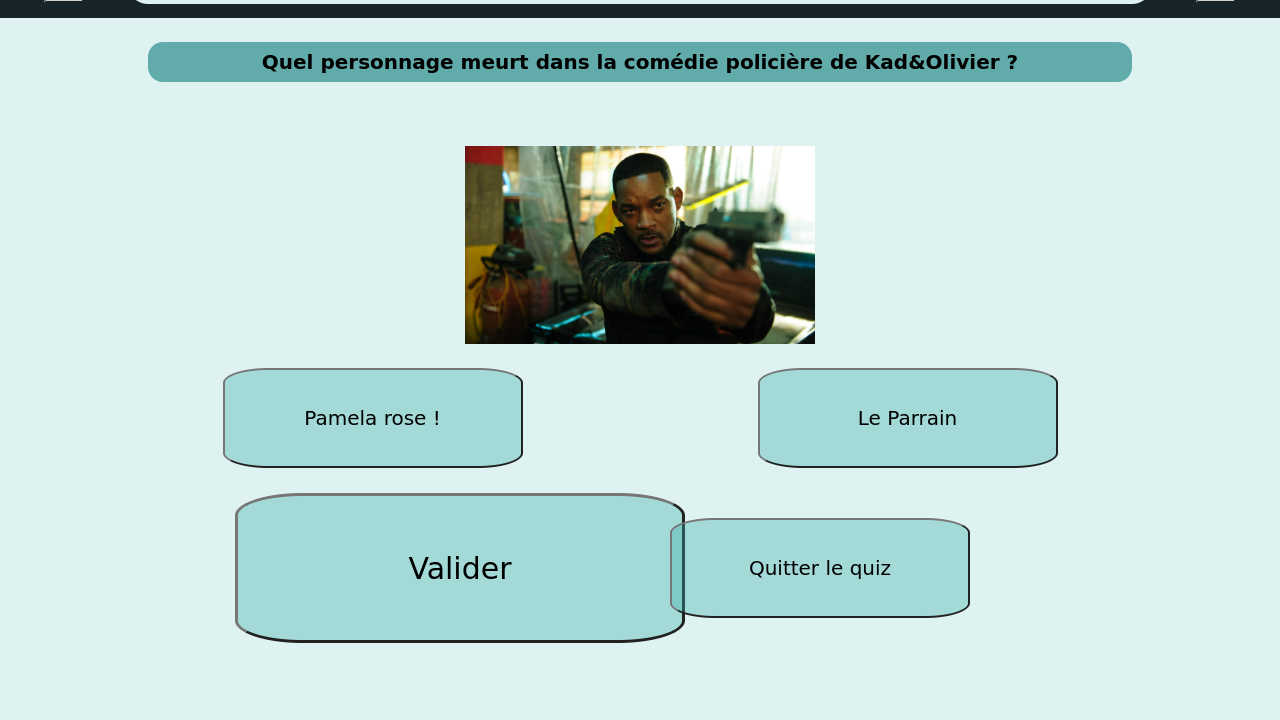 Quel personnage meurt dans la comédie policière de Kad&Olivier ?
Pamela rose !
Le Parrain
Valider
Quitter le quiz